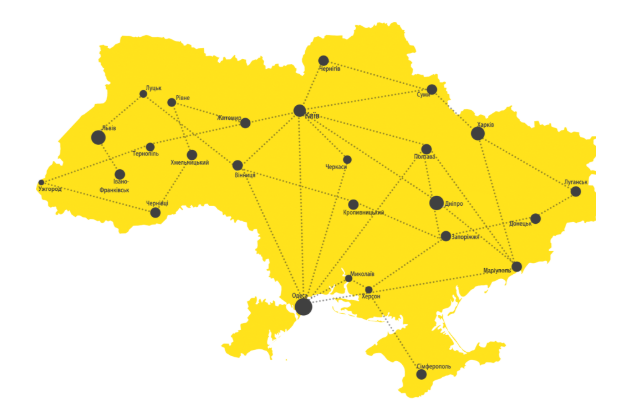 Чернігів
Суми
Луцьк
Рівне
Київ
Житомир
Львів
Харків
Тернопіль
Хмельницький
Полтава
Черкаси
Вінниця
Івано-
Франківськ
Ужгород
Луганськ
Чернівці
Кропивницький
Дніпро
Донецьк
Запоріжжя
Миколаїв
Маріуполь
Одеса
Херсон
Сімферополь